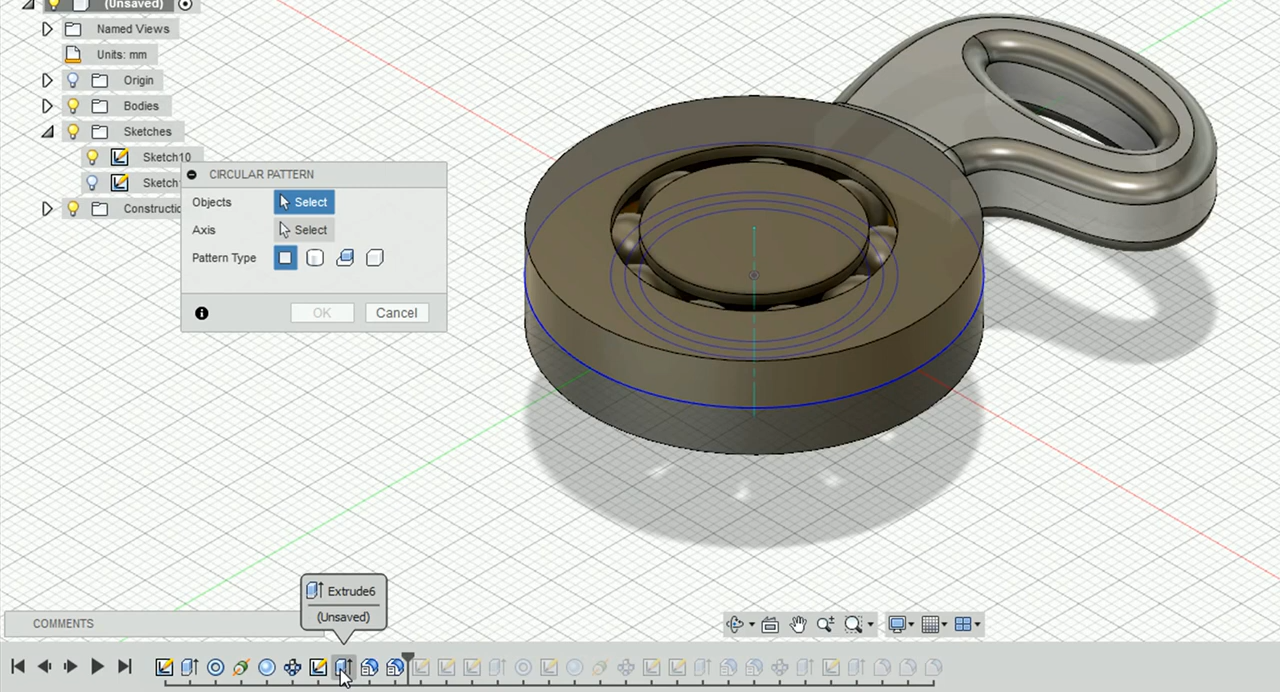 (Unsaved)
Named Views
Units: mm
Origin
Bodies
Sketches
Sketch10
Sketch
CIRCULAR PATTERN
Objects Select
Axis Select
Pattern Type
OK Cancel
Extrude6
(Unsaved)
COMMENTS